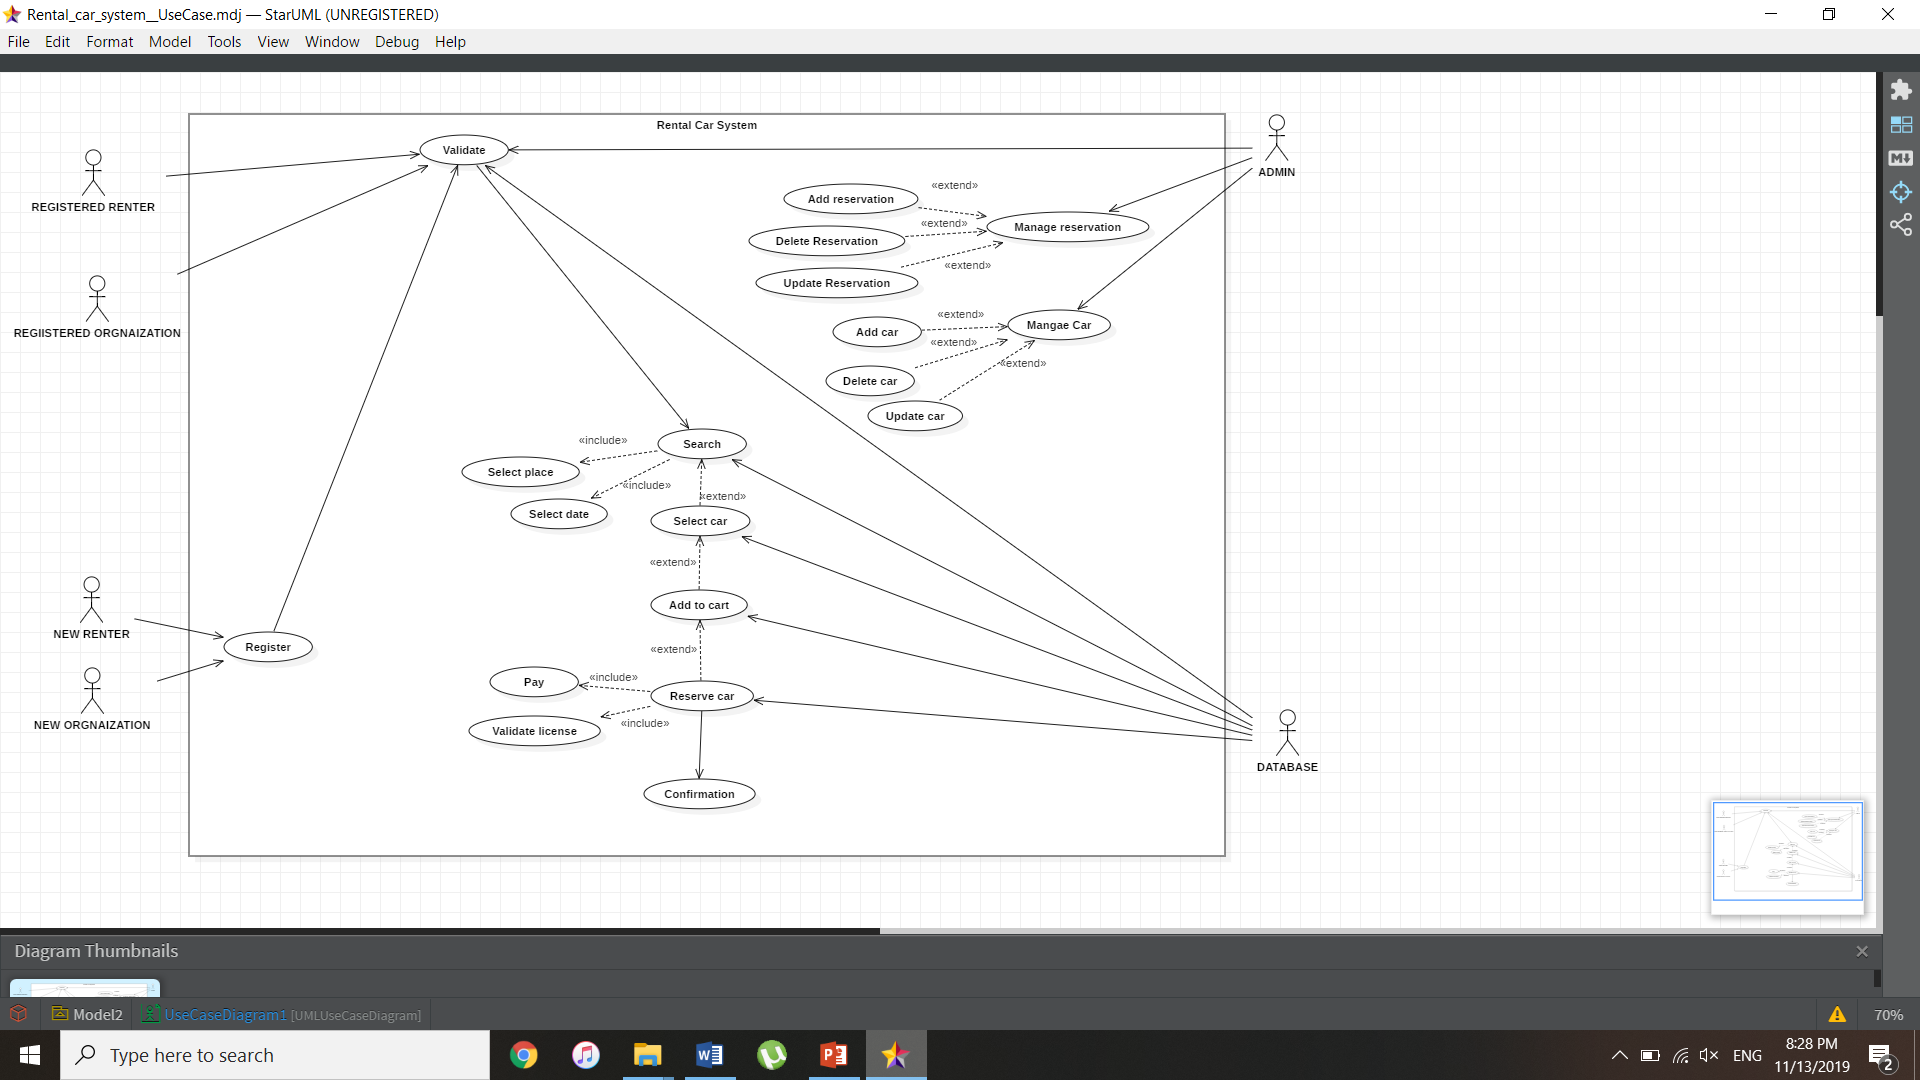 Rental_car_system__UseCase.mdj — StarUML (UNREGISTERED)
File Edit Format Model Tools View Window Debug Help
Rental Car System
Validate
REGISTERED RENTER
ADMIN
Add reservation
«extend»
Manage reservation
Delete Reservation
«extend»
Update Reservation
«extend»
REGIISTERED ORGNAIZATION
Add car
«extend»
Mangae Car
Delete car
«extend»
Update car
«extend»
Search
«include»
Select place
«include»
Select date
«extend»
Select car
«extend»
Add to cart
NEW RENTER
Register
«extend»
Pay
«include»
Reserve car
NEW ORGNAIZATION
Validate license
«include»
DATABASE
Confirmation
Diagram Thumbnails
Model2
UseCaseDiagram1 [UMLUseCaseDiagram]
70%
Type here to search
ENG
8:28 PM
11/13/2019
2
M